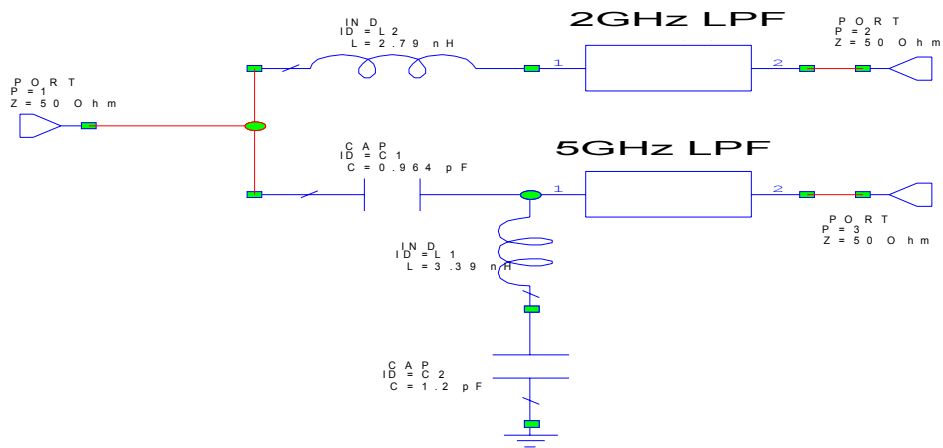 IND
ID=L2
L=2.79 nH
2GHz LPF
1
2
PORT
P=2
Z=50 Ohm
PORT
P=1
Z=50 Ohm
CAP
ID=C1
C=0.964 pF
5GHz LPF
1
2
PORT
P=3
Z=50 Ohm
IND
ID=L1
L=3.39 nH
CAP
ID=C2
C=1.2 pF